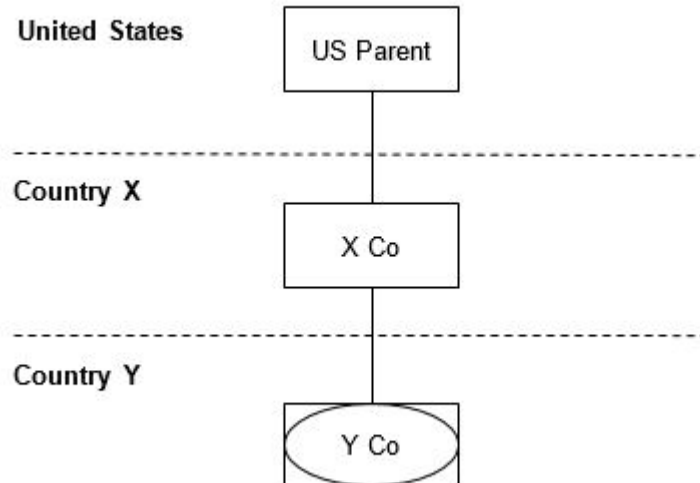 United States
US Parent
Country X
X Co
Country Y
Y Co